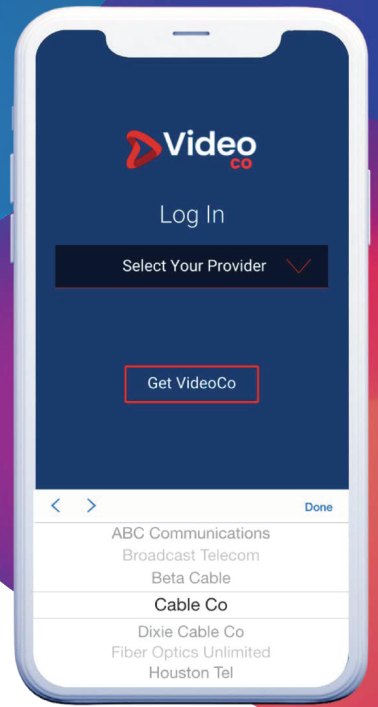 Video
co
Log In
Select Your Provider
Get VideoCo
Done
ABC Communications
Broadcast Telecom
Beta Cable
Cable Co
Dixie Cable Co
Fiber Optics Unlimited
Houston Tel